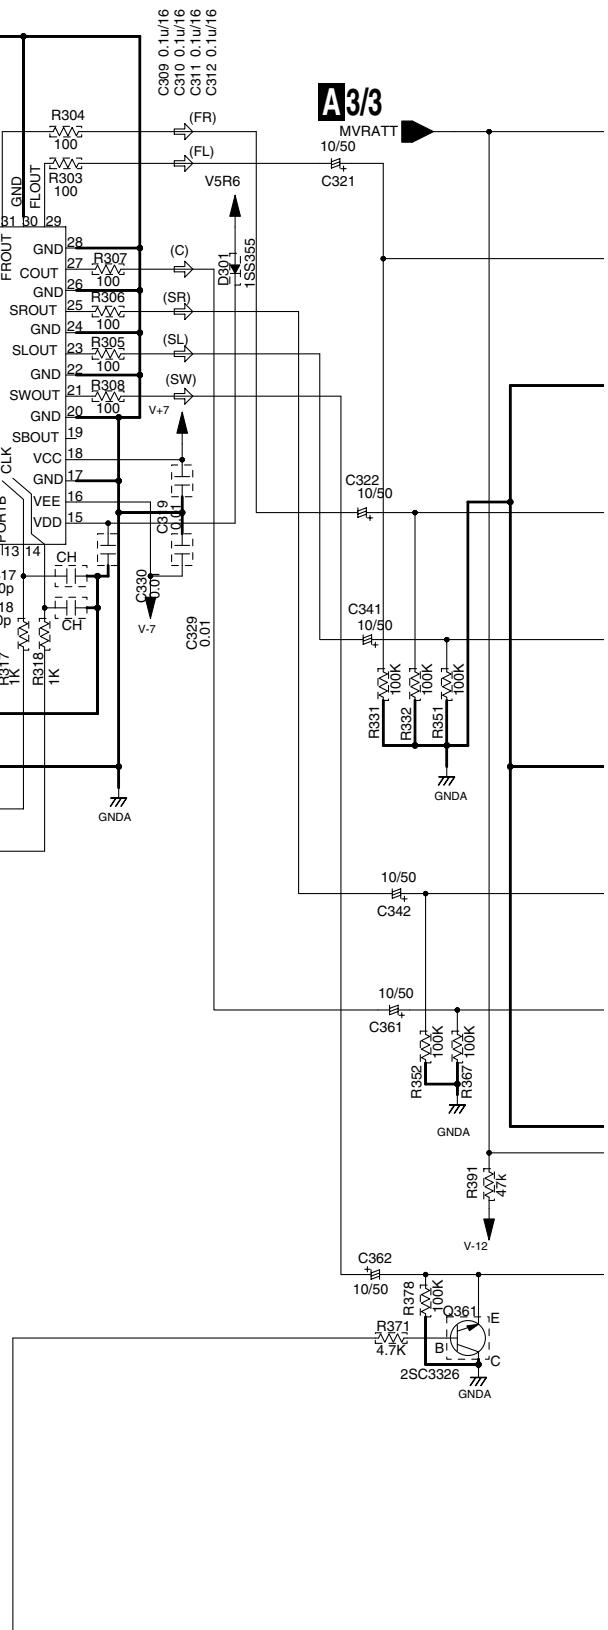 C309 0.1u/16
C310 0.1u/16
C311 0.1u/16
C312 0.1u/16
A 3/3
MVRATT
R304
100
(FR)
10/50
C321
R303
100
(FL)
GND
FLOUT
V5R6
31 30 29
FROUT
GND 28
COUT 27
R307
100
(C)
D301
1SS355
GND 26
SROUT 25
R306
100
(SR)
GND 24
SLOUT 23
R305
100
(SL)
GND 22
SWOUT 21
R308
100
(SW)
GND 20
V+7
SBOUT 19
CLK
VCC 18
GND 17
C322
10/50
VEE 16
C319
0.01
PORTB
VDD 15
13 14
CH
17
0p
C330
0.01
CH
18
0p
V-7
C329
0.01
C341
10/50
R317
1K
R318
1K
R331
100K
R332
100K
R351
100K
GNDA
GNDA
10/50
C342
10/50
C361
R352
100K
R367
100K
GNDA
R391
47k
V-12
C362
10/50
R378
100K
Q361
E
R371
4.7K
B
C
2SC3326
GNDA